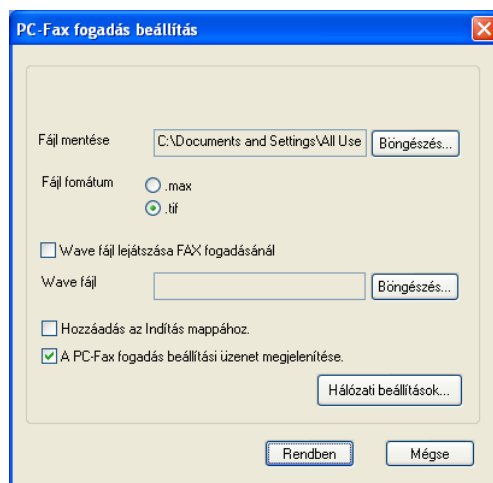 PC-Fax fogadás beállítás
Fájl mentése C:\Documents and Settings\All Use Böngészés...
Fájl fomátum .max
.tif
Wave fájl lejátszása FAX fogadásánál
Wave fájl Böngészés...
Hozzáadás az Indítás mappához.
A PC-Fax fogadás beállítási üzenet megjelenítése.
Hálózati beállítások...
Rendben Mégse